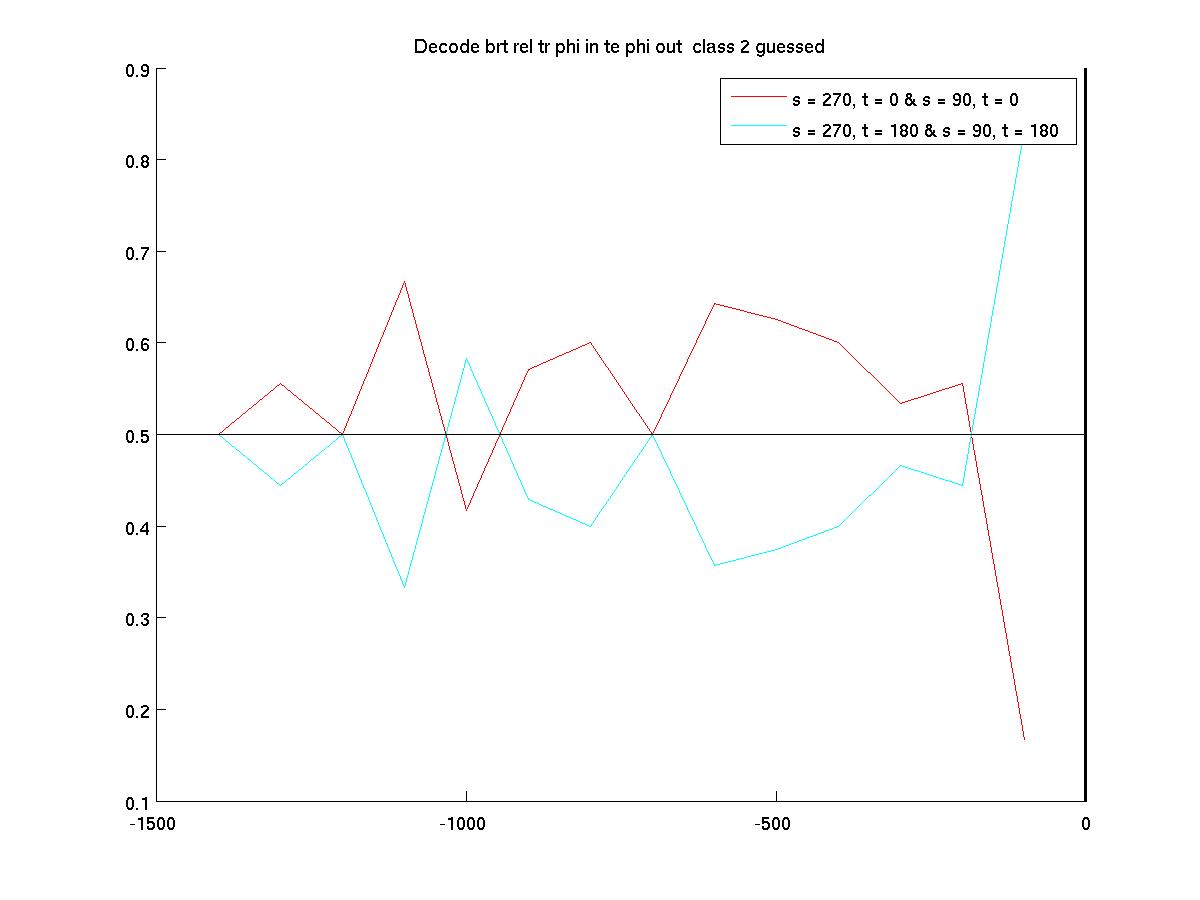 Decode brt rel tr phi in te phi out  class 2 guessed
s = 270, t = 0 & s = 90, t = 0
s = 270, t = 180 & s = 90, t = 180
0.9
0.8
0.7
0.6
0.5
0.4
0.3
0.2
0.1
-1500 -1000 -500 0